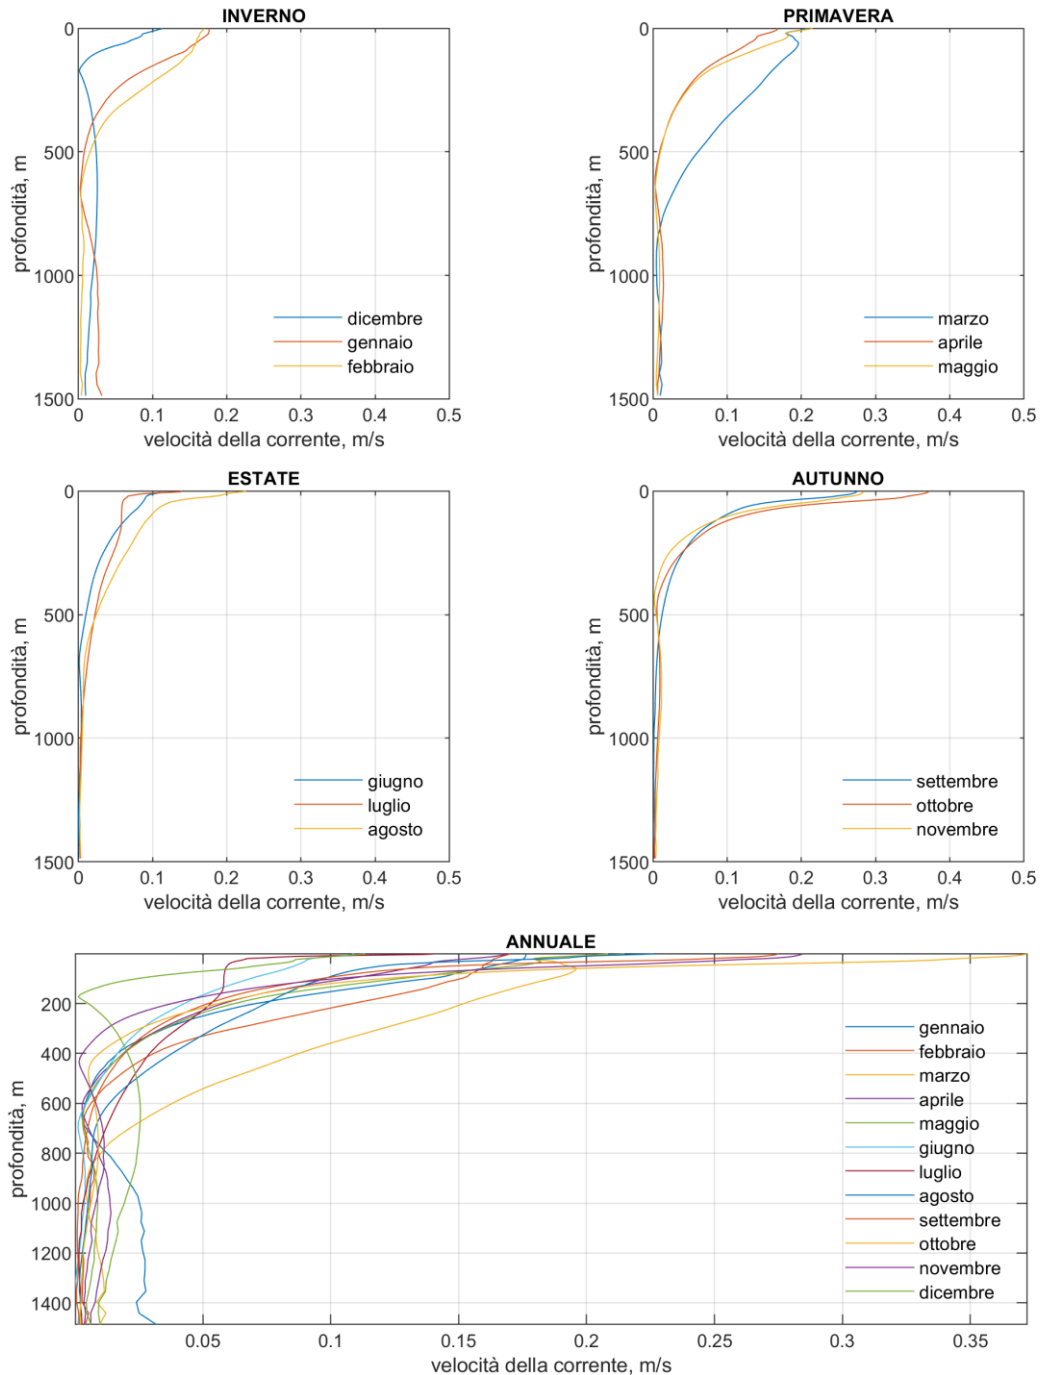 INVERNO
0
500
1000
1500
profondità, m
0 0.1 0.2 0.3 0.4 0.5
velocità della corrente, m/s
dicembre
gennaio
febbraio
PRIMAVERA
0
500
1000
1500
profondità, m
0 0.1 0.2 0.3 0.4 0.5
velocità della corrente, m/s
marzo
aprile
maggio
ESTATE
0
500
1000
1500
profondità, m
0 0.1 0.2 0.3 0.4 0.5
velocità della corrente, m/s
giugno
luglio
agosto
AUTUNNO
0
500
1000
1500
profondità, m
0 0.1 0.2 0.3 0.4 0.5
velocità della corrente, m/s
settembre
ottobre
novembre
ANNUALE
200
400
600
800
1000
1200
1400
profondità, m
0.05 0.1 0.15 0.2 0.25 0.3 0.35
velocità della corrente, m/s
gennaio
febbraio
marzo
aprile
maggio
giugno
luglio
agosto
settembre
ottobre
novembre
dicembre